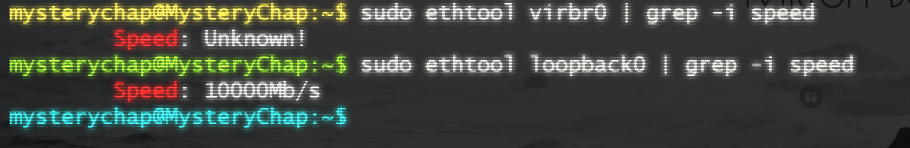 mysterychap@MysteryChap:~$ sudo ethtool virbr0 | grep -i speed
Speed: Unknown!
mysterychap@MysteryChap:~$ sudo ethtool loopback0 | grep -i speed
Speed: 10000Mb/s
mysterychap@MysteryChap:~$